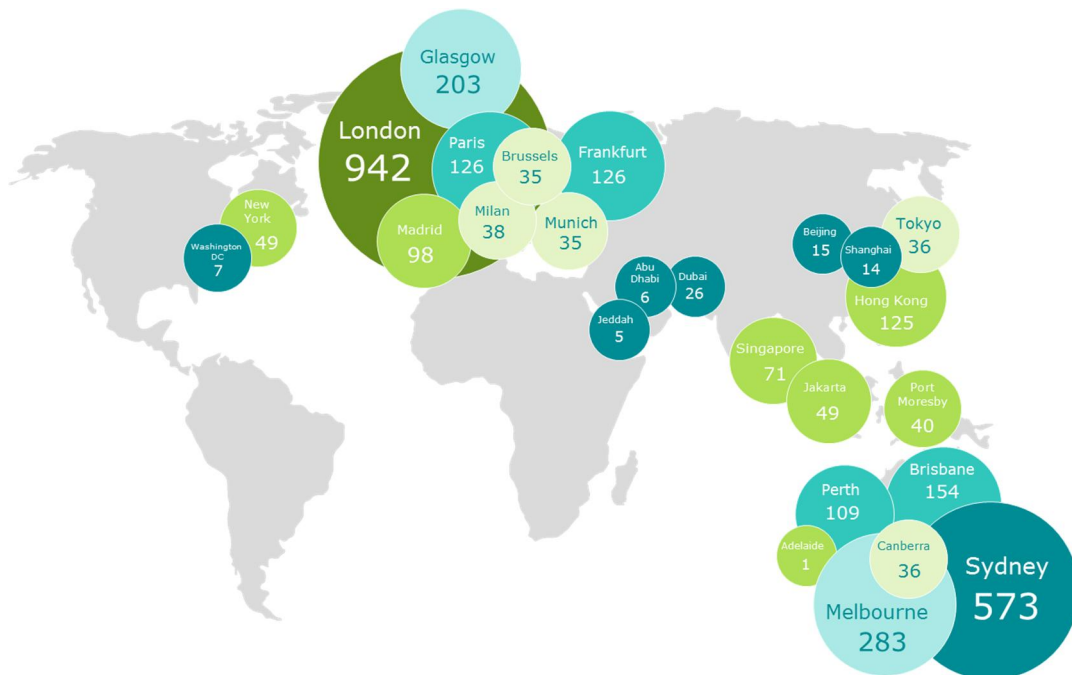 Glasgow
203
London
942
Paris
126
Brussels
35
Frankfurt
126
Madrid
98
Milan
38
Munich
35
New
York
49
Washington
DC
7
Abu
Dhabi
6
Dubai
26
Jeddah
5
Beijing
15
Shanghai
14
Tokyo
36
Hong Kong
125
Singapore
71
Jakarta
49
Port
Moresby
40
Perth
109
Brisbane
154
Adelaide
1
Canberra
36
Sydney
573
Melbourne
283